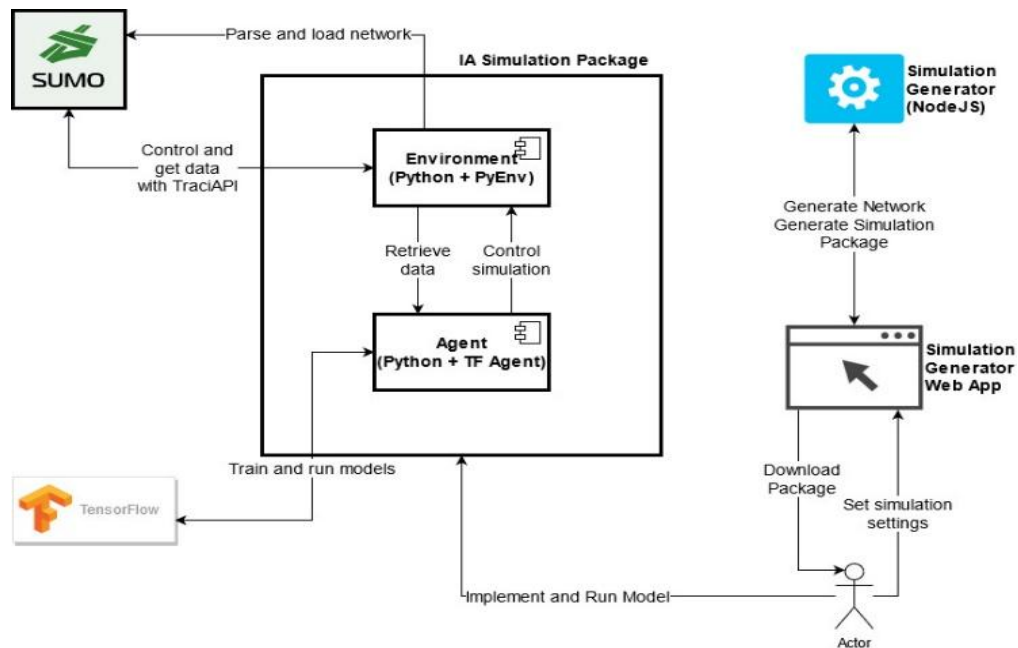 Parse and load network
SUMO
IA Simulation Package
Simulation
Generator
(NodeJS)
Control and
get data
with TraciAPI
Environment
(Python + PyEnv)
Generate Network
Generate Simulation
Package
Retrieve
data
Control
simulation
Agent
(Python + TF Agent)
Simulation
Generator
Web App
Train and run models
Download
Package
Set simulation
settings
TensorFlow
Implement and Run Model
Actor